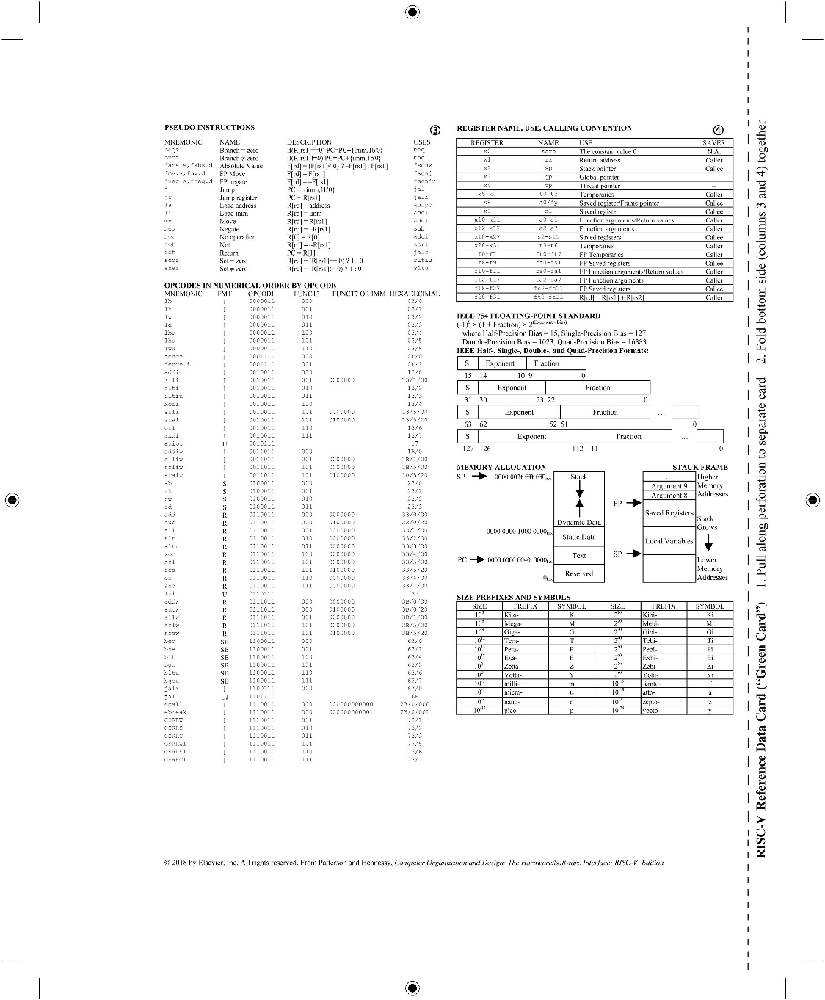 PSEUDO INSTRUCTIONS ③
MNEMONIC NAME DESCRIPTION USES
beqz Branch = zero if(R[rs1]==0) PC=PC+{imm,1b'0} beq
bnez Branch ≠ zero if(R[rs1]!=0) PC=PC+{imm,1b'0} bne
fabs.s,fabs.d Absolute Value F[rd] = (F[rs1]< 0) ? –F[rs1] : F[rs1] fsgnx
fmv.s,fmv.d FP Move F[rd] = F[rs1] fsgnj
fneg.s,fneg.d FP negate F[rd] = –F[rs1] fsgnjn
j Jump PC = {imm,1b'0} jal
jr Jump register PC = R[rs1] jalr
la Load address R[rd] = address auipc
li Load imm R[rd] = imm addi
mv Move R[rd] = R[rs1] addi
neg Negate R[rd] = –R[rs1] sub
nop No operation R[0] = R[0] addi
not Not R[rd] = ~R[rs1] xori
ret Return PC = R[1] jalr
seqz Set = zero R[rd] = (R[rs1]== 0) ? 1 : 0 sltiu
snez Set ≠ zero R[rd] = (R[rs1]!= 0) ? 1 : 0 sltu
OPCODES IN NUMERICAL ORDER BY OPCODE
MNEMONIC FMT OPCODE FUNCT3 FUNCT7 OR IMM HEXADECIMAL
lb I 0000011 000 03/0
lh I 0000011 001 03/1
lw I 0000011 010 03/2
ld I 0000011 011 03/3
lbu I 0000011 100 03/4
lhu I 0000011 101 03/5
lwu I 0000011 110 03/6
fence I 0001111 000 0F/0
fence.i I 0001111 001 0F/1
addi I 0010011 000 13/0
slli I 0010011 001 0000000 13/1/00
slti I 0010011 010 13/2
sltiu I 0010011 011 13/3
xori I 0010011 100 13/4
srli I 0010011 101 0000000 13/5/00
srai I 0010011 101 0100000 13/5/20
ori I 0010011 110 13/6
andi I 0010011 111 13/7
auipc U 0010111 17
addiw I 0011011 000 1B/0
slliw I 0011011 001 0000000 1B/1/00
srliw I 0011011 101 0000000 1B/5/00
sraiw I 0011011 101 0100000 1B/5/20
sb S 0100011 000 23/0
sh S 0100011 001 23/1
sw S 0100011 010 23/2
sd S 0100011 011 23/3
add R 0110011 000 0000000 33/0/00
sub R 0110011 000 0100000 33/0/20
sll R 0110011 001 0000000 33/1/00
slt R 0110011 010 0000000 33/2/00
sltu R 0110011 011 0000000 33/3/00
xor R 0110011 100 0000000 33/4/00
srl R 0110011 101 0000000 33/5/00
sra R 0110011 101 0100000 33/5/20
or R 0110011 110 0000000 33/6/00
and R 0110011 111 0000000 33/7/00
lui U 0110111 37
addw R 0111011 000 0000000 3B/0/00
subw R 0111011 000 0100000 3B/0/20
sllw R 0111011 001 0000000 3B/1/00
srlw R 0111011 101 0000000 3B/5/00
sraw R 0111011 101 0100000 3B/5/20
beq SB 1100011 000 63/0
bne SB 1100011 001 63/1
blt SB 1100011 100 63/4
bge SB 1100011 101 63/5
bltu SB 1100011 110 63/6
bgeu SB 1100011 111 63/7
jalr I 1100111 000 67/0
jal UJ 1101111 6F
ecall I 1110011 000 000000000000 73/0/000
ebreak I 1110011 000 000000000001 73/0/001
CSRRW I 1110011 001 73/1
CSRRS I 1110011 010 73/2
CSRRC I 1110011 011 73/3
CSRRWI I 1110011 101 73/5
CSRRSI I 1110011 110 73/6
CSRRCI I 1110011 111 73/7
REGISTER NAME, USE, CALLING CONVENTION ④
REGISTER NAME USE SAVER
x0 zero The constant value 0 N.A.
x1 ra Return address Caller
x2 sp Stack pointer Callee
x3 gp Global pointer --
x4 tp Thread pointer --
x5-x7 t0-t2 Temporaries Caller
x8 s0/fp Saved register/Frame pointer Callee
x9 s1 Saved register Callee
x10-x11 a0-a1 Function arguments/Return values Caller
x12-x17 a2-a7 Function arguments Caller
x18-x27 s2-s11 Saved registers Callee
x28-x31 t3-t6 Temporaries Caller
f0-f7 ft0-ft7 FP Temporaries Caller
f8-f9 fs0-fs1 FP Saved registers Callee
f10-f11 fa0-fa1 FP Function arguments/Return values Caller
f12-f17 fa2-fa7 FP Function arguments Caller
f18-f27 fs2-fs11 FP Saved registers Callee
f28-f31 ft8-ft11 R[rd] = R[rs1] + R[rs2] Caller
IEEE 754 FLOATING-POINT STANDARD
(-1)^S × (1 + Fraction) × 2^(Exponent - Bias)
where Half-Precision Bias = 15, Single-Precision Bias = 127,
Double-Precision Bias = 1023, Quad-Precision Bias = 16383
IEEE Half-, Single-, Double-, and Quad-Precision Formats:
S Exponent Fraction
15 14 10 9 0
S Exponent Fraction
31 30 23 22 0
S Exponent Fraction …
63 62 52 51 0
S Exponent Fraction …
127 126 112 111 0
MEMORY ALLOCATION
SP 0000 003f ffff fff0hex Stack
Dynamic Data
0000 0000 1000 0000hex Static Data
Text
PC 0000 0000 0040 0000hex
0hex Reserved
STACK FRAME
… Higher
Argument 9 Memory
Argument 8 Addresses
FP
Saved Registers
Stack
Grows
Local Variables
SP
Lower
Memory
Addresses
SIZE PREFIXES AND SYMBOLS
SIZE PREFIX SYMBOL SIZE PREFIX SYMBOL
10^3 Kilo- K 2^10 Kibi- Ki
10^6 Mega- M 2^20 Mebi- Mi
10^9 Giga- G 2^30 Gibi- Gi
10^12 Tera- T 2^40 Tebi- Ti
10^15 Peta- P 2^50 Pebi- Pi
10^18 Exa- E 2^60 Exbi- Ei
10^21 Zetta- Z 2^70 Zebi- Zi
10^24 Yotta- Y 2^80 Yobi- Yi
10^-3 milli- m 10^-15 femto- f
10^-6 micro- µ 10^-18 atto- a
10^-9 nano- n 10^-21 zepto- z
10^-12 pico- p 10^-24 yocto- y
© 2018 by Elsevier, Inc. All rights reserved. From Patterson and Hennessy, Computer Organization and Design: The Hardware/Software Interface: RISC-V Edition
RISC-V Reference Data Card (“Green Card”) 1. Pull along perforation to separate card 2. Fold bottom side (columns 3 and 4) together